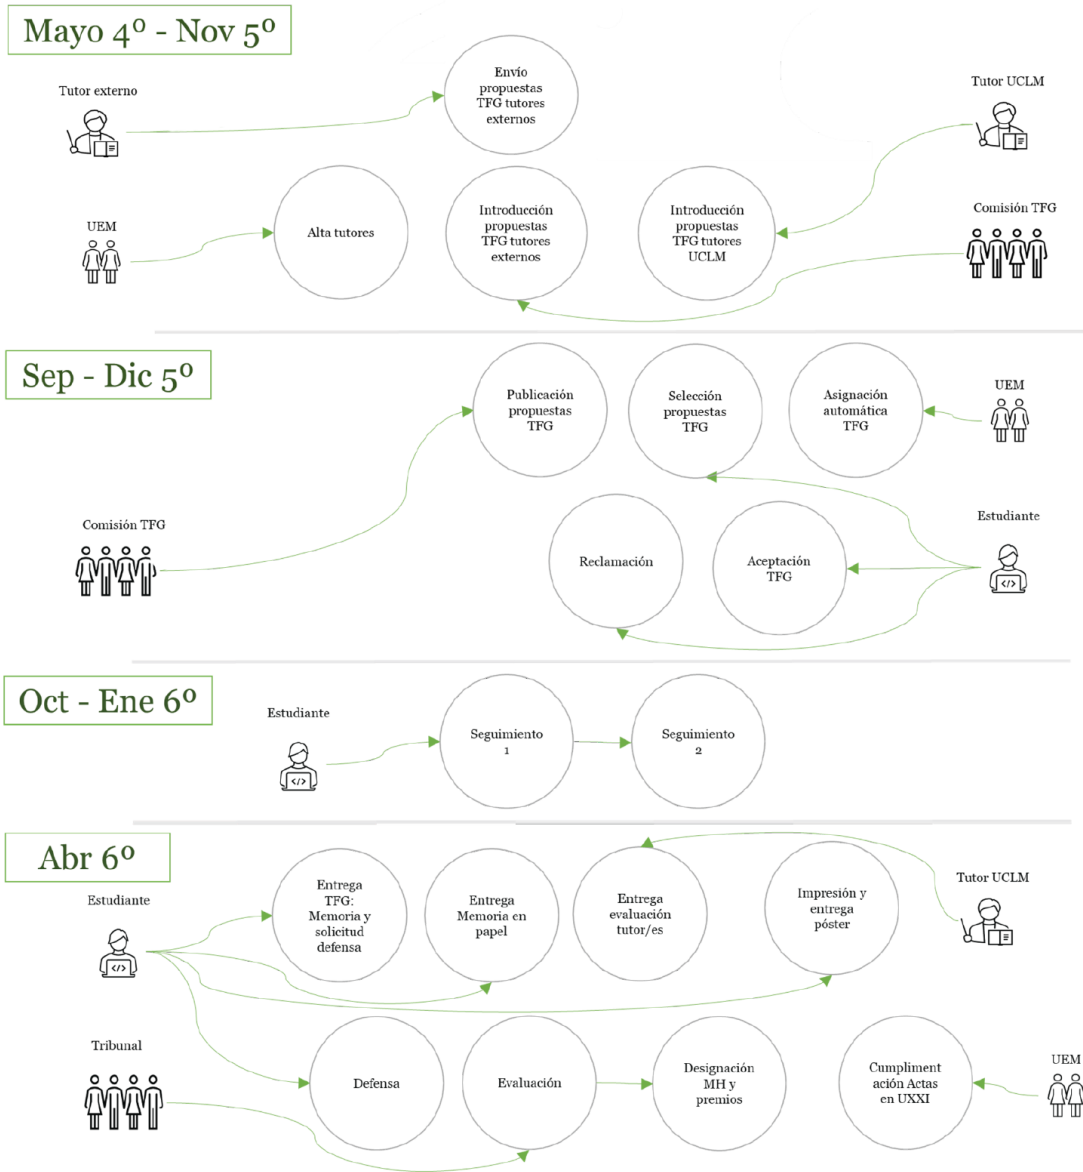 Mayo 4º - Nov 5º
Tutor externo
Envío
propuestas
TFG tutores
externos
Tutor UCLM
UEM
Alta tutores
Introducción
propuestas
TFG tutores
externos
Introducción
propuestas
TFG tutores
UCLM
Comisión TFG
Sep - Dic 5º
Publicación
propuestas
TFG
Selección
propuestas
TFG
Asignación
automática
TFG
UEM
Comisión TFG
Reclamación
Aceptación
TFG
Estudiante
Oct - Ene 6º
Estudiante
Seguimiento
1
Seguimiento
2
Abr 6º
Estudiante
Entrega
TFG:
Memoria y
solicitud
defensa
Entrega
Memoria en
papel
Entrega
evaluación
tutor/es
Impresión y
entrega
póster
Tutor UCLM
Tribunal
Defensa
Evaluación
Designación
MH y
premios
Cumpliment
ación Actas
en UXXI
UEM